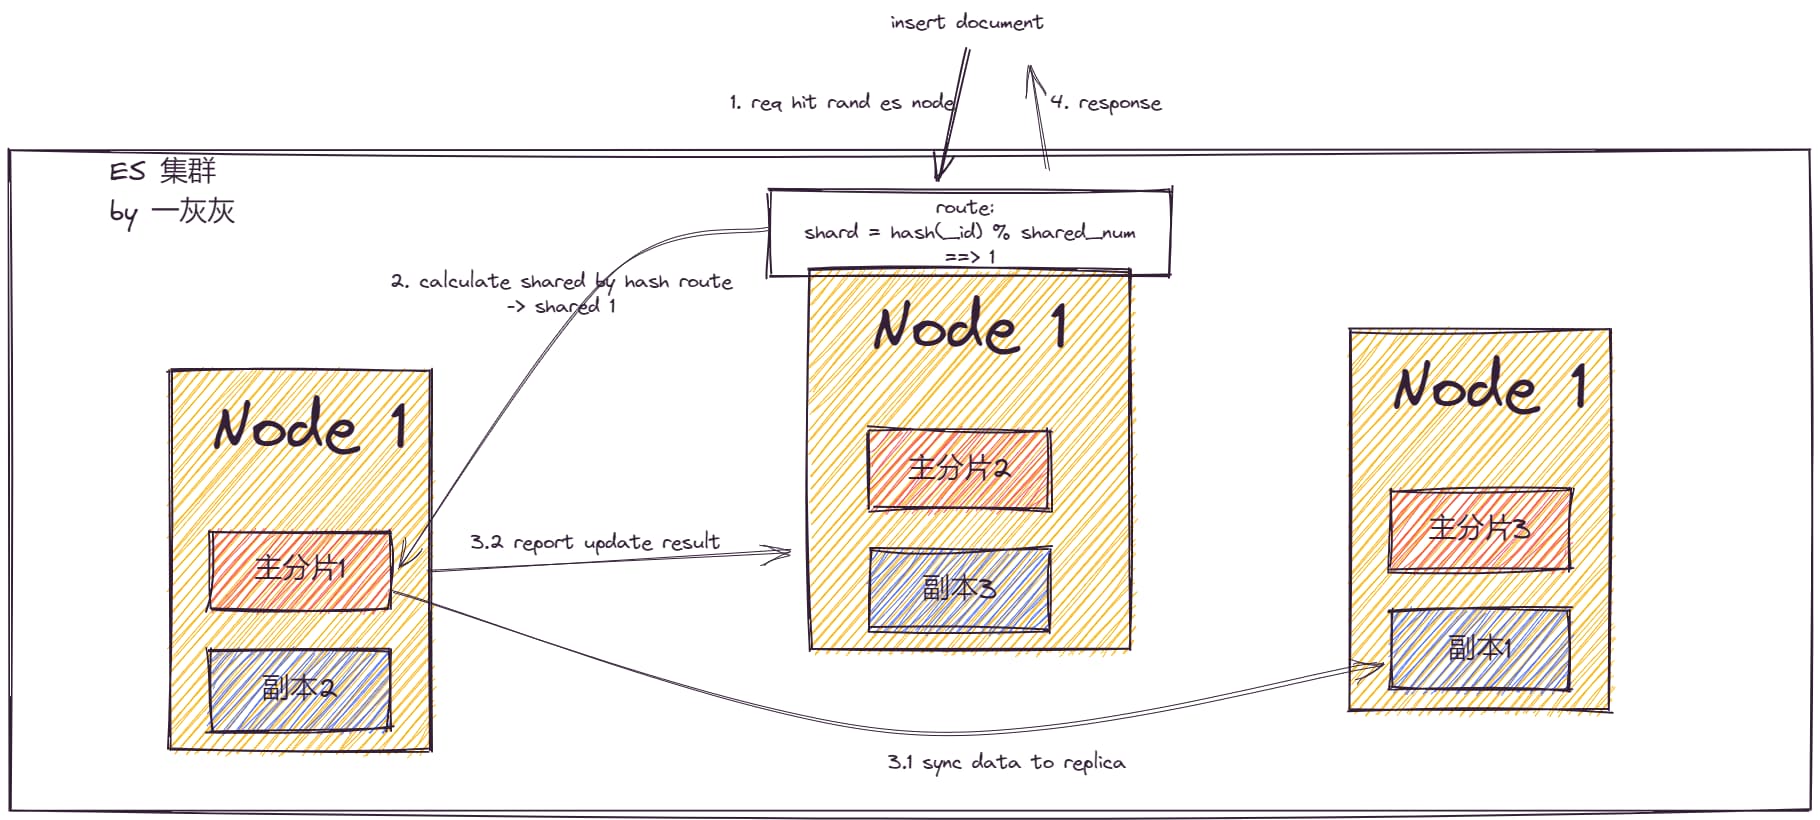 insert document
1. req hit rand es node
4. response
ES 集群
by 一灰灰
route:
shard = hash(_id) % shared_num
==> 1
2. calculate shared by hash route
-> shared 1
Node 1
主分片1
副本2
Node 1
主分片2
副本3
Node 1
主分片3
副本1
3.2 report update result
3.1 sync data to replica